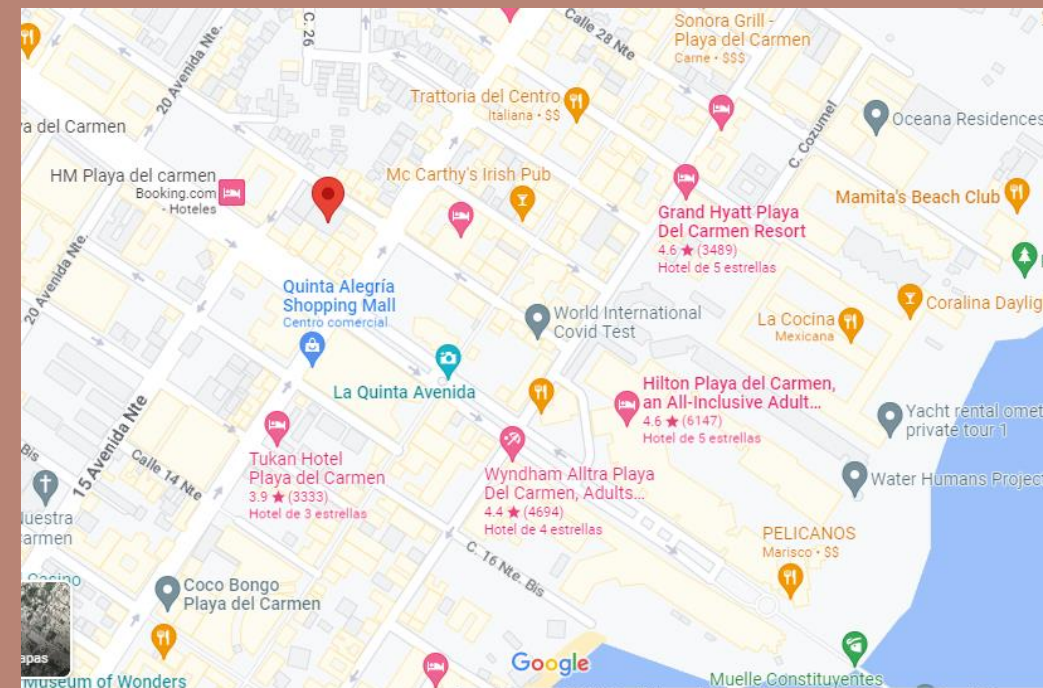 Calle 28 Nte
Sonora Grill -
Playa del Carmen
Carne • $$$
C. 26
20 Avenida Nte.
Trattoria del Centro
Italiana • $$
Oceana Residences
del Carmen
C. Cozumel
HM Playa del carmen
Booking.com
- Hoteles
Mc Carthy's Irish Pub
Mamita's Beach Club
Grand Hyatt Playa
Del Carmen Resort
4.6 ★ (3489)
Hotel de 5 estrellas
20 Avenida Nte.
Quinta Alegría
Shopping Mall
Centro comercial
World International
Covid Test
La Cocina
Mexicana
Coralina Daylig
La Quinta Avenida
Hilton Playa del Carmen,
an All-Inclusive Adult...
4.6 ★ (6147)
Hotel de 5 estrellas
Yacht rental omet
private tour 1
15 Avenida Nte
Bis
Calle 14 Nte
Tukan Hotel
Playa del Carmen
3.9 ★ (3333)
Hotel de 3 estrellas
Wyndham Alltra Playa
Del Carmen, Adults...
4.4 ★ (4694)
Hotel de 4 estrellas
Water Humans Project
uestra
armen
PELICANOS
Marisco • $$
C. 16 Nte. Bis
Casino
Coco Bongo
Playa del Carmen
apas
Google
Museum of Wonders
Muelle Constituyentes